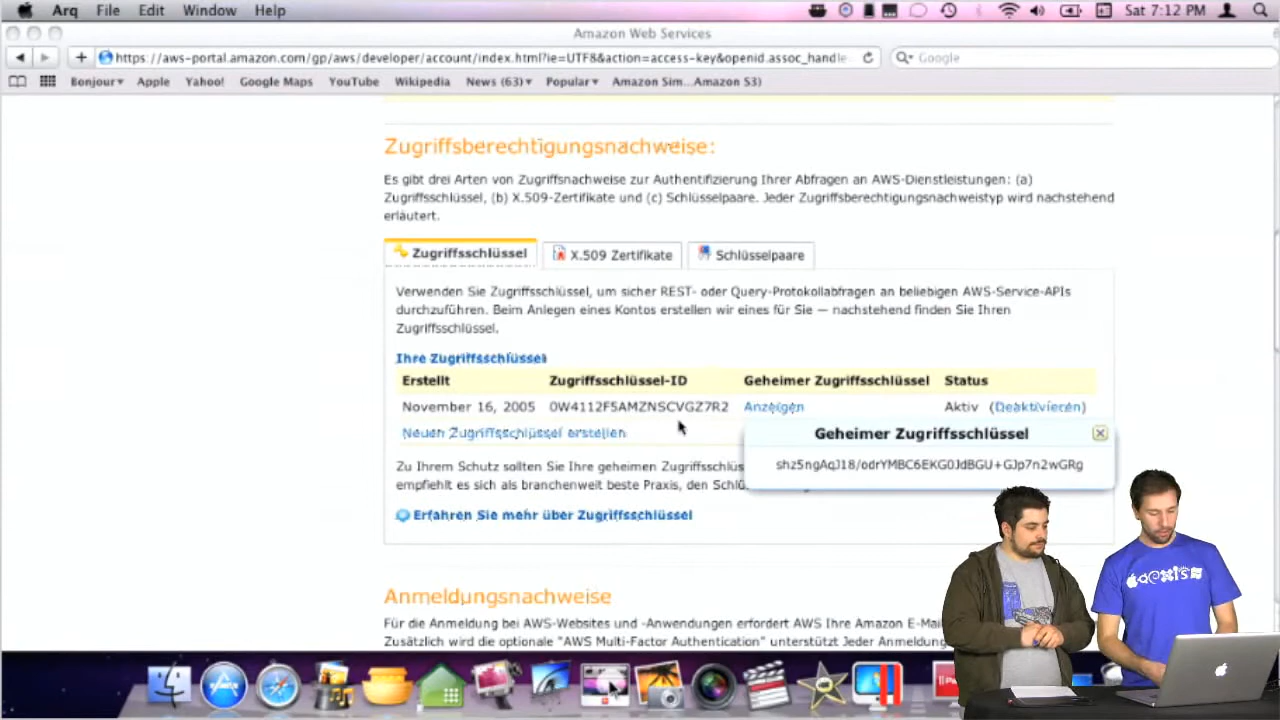 Arq File Edit Window Help Sat 7:12 PM
Amazon Web Services
https://aws-portal.amazon.com/gp/aws/developer/account/index.html?ie=UTF8&action=access-key&openid.assoc_handle
Google
Bonjour Apple Yahoo! Google Maps YouTube Wikipedia News (63) Popular Amazon Sim...Amazon S3)
Zugriffsberechtigungsnachweise:
Es gibt drei Arten von Zugriffsnachweise zur Authentifizierung Ihrer Abfragen an AWS-Dienstleistungen: (a)
Zugriffsschlüssel, (b) X.509-Zertifikate und (c) Schlüsselpaare. Jeder Zugriffsberechtigungsnachweistyp wird nachstehend
erläutert.
Zugriffsschlüssel X.509 Zertifikate Schlüsselpaare
Verwenden Sie Zugriffsschlüssel, um sicher REST- oder Query-Protokollabfragen an beliebigen AWS-Service-APIs
durchzuführen. Beim Anlegen eines Kontos erstellen wir eines für Sie — nachstehend finden Sie Ihren
Zugriffsschlüssel.
Ihre Zugriffsschlüssel
Erstellt Zugriffsschlüssel-ID Geheimer Zugriffsschlüssel Status
November 16, 2005 0W4112F5AMZNSCVGZ7R2 Anzeigen Aktiv (Deaktivieren)
Neuen Zugriffsschlüssel erstellen
Geheimer Zugriffsschlüssel
Zu Ihrem Schutz sollten Sie Ihre geheimen Zugriffsschlüs
empfiehlt es sich als branchenweit beste Praxis, den Schlü
Erfahren Sie mehr über Zugriffsschlüssel
Anmeldungsnachweise
Für die Anmeldung bei AWS-Websites und -Anwendungen erfordert AWS Ihre Amazon E-Mai
Zusätzlich wird die optionale "AWS Multi-Factor Authentication" unterstützt Jeder Anmeldung